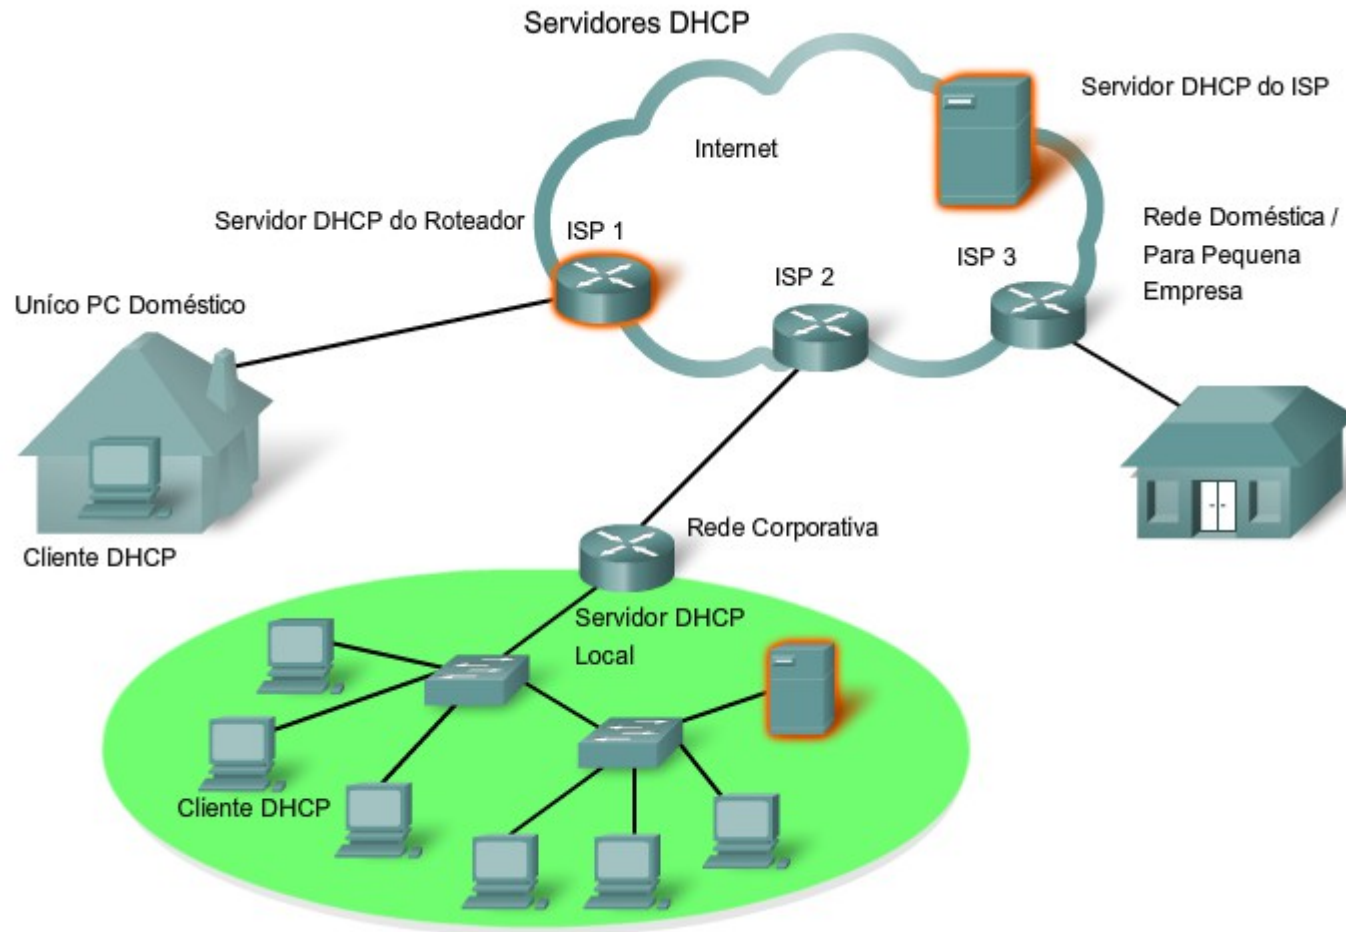 Servidores DHCP
Servidor DHCP do ISP
Internet
Servidor DHCP do Roteador
ISP 1
Rede Doméstica /
Para Pequena
Empresa
ISP 3
ISP 2
Uníco PC Doméstico
Cliente DHCP
Rede Corporativa
Servidor DHCP
Local
Cliente DHCP